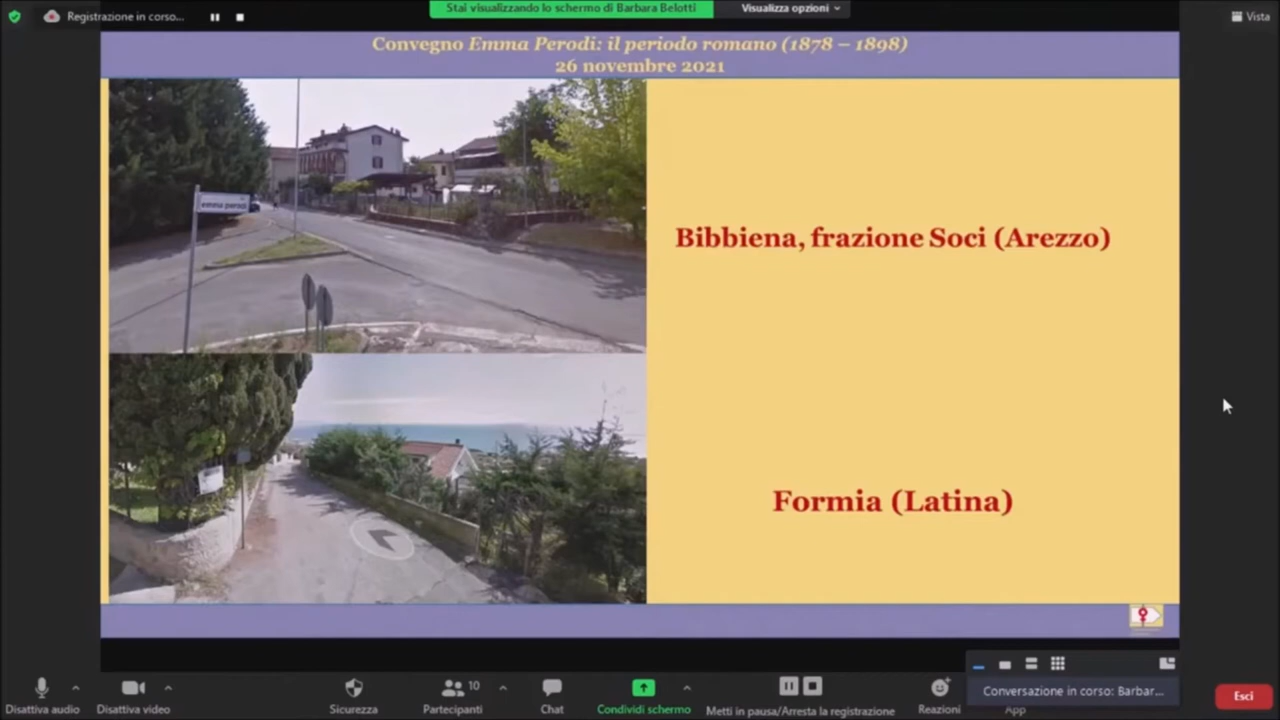 Registrazione in corso...
Stai visualizzando lo schermo di Barbara Belotti
Visualizza opzioni
Vista
Convegno Emma Perodi: il periodo romano (1878 – 1898)
26 novembre 2021
emma perodi
Bibbiena, frazione Soci (Arezzo)
Formia (Latina)
Conversazione in corso: Barbar...
Disattiva audio
Disattiva video
Sicurezza
10
Partecipanti
Chat
Condividi schermo
Metti in pausa/Arresta la registrazione
Reazioni
App
Esci